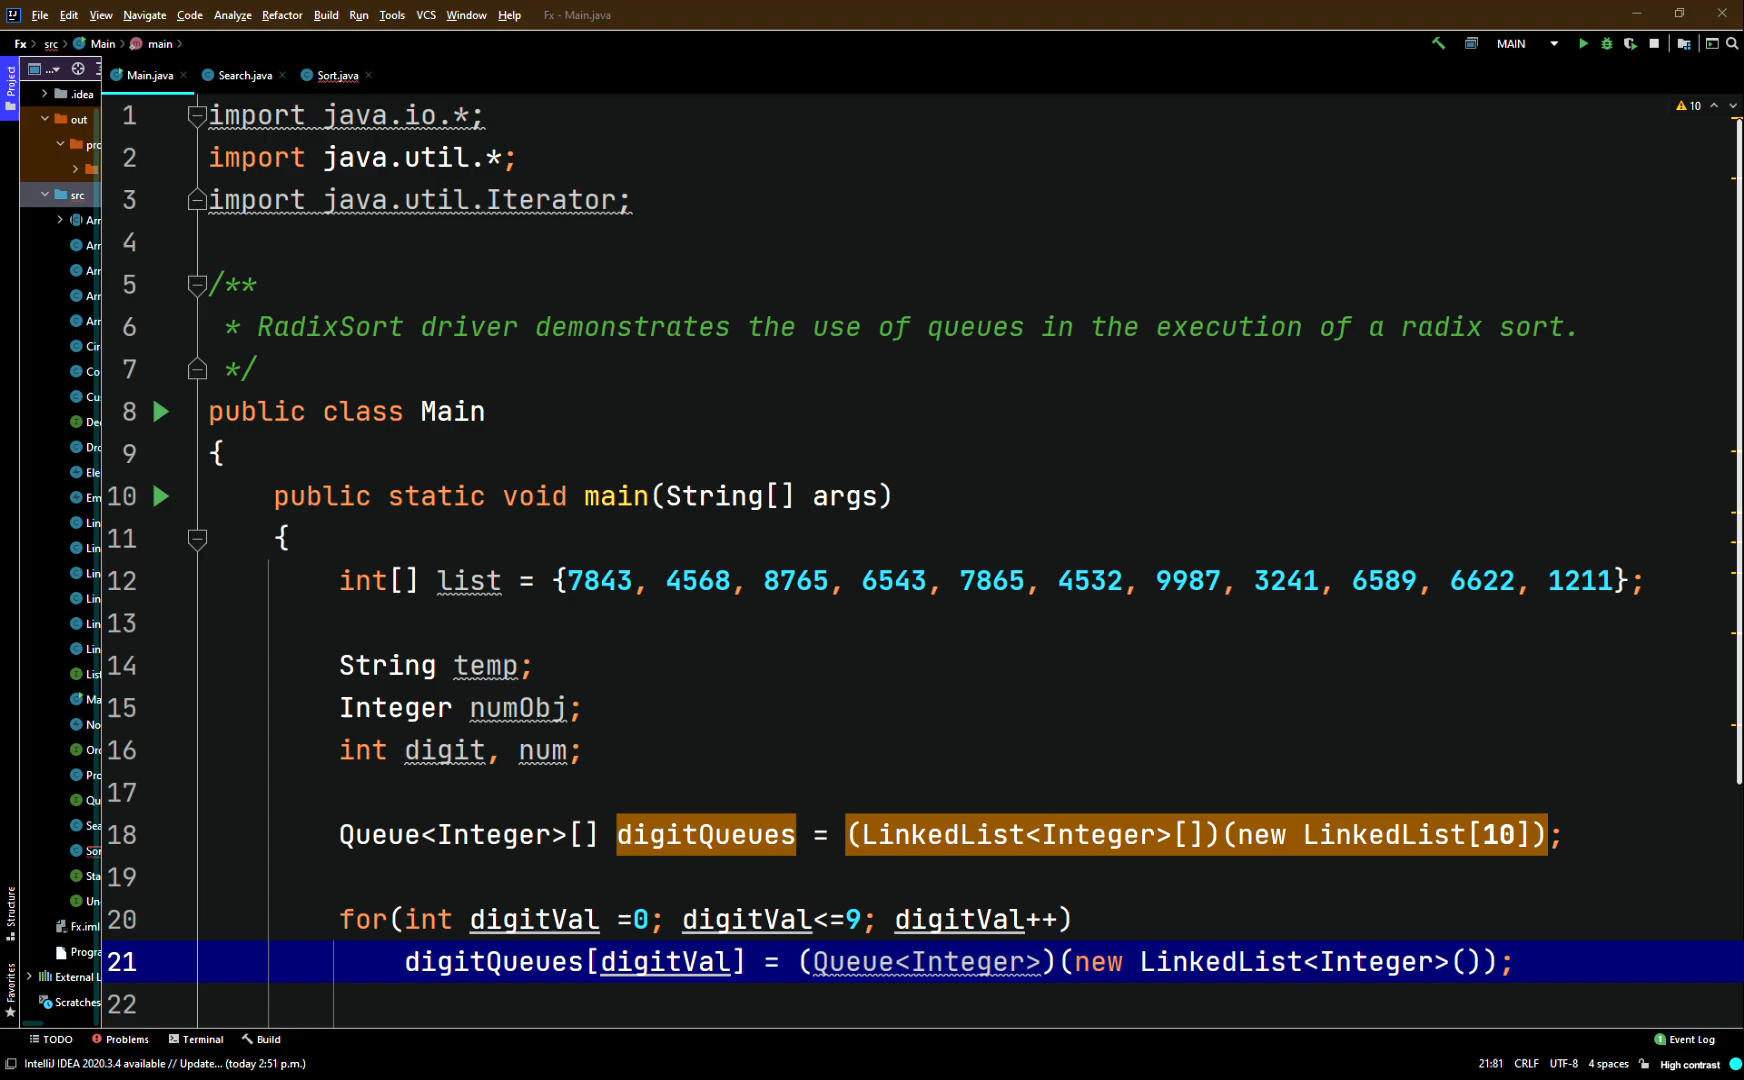 IJ File Edit View Navigate Code Analyze Refactor Build Run Tools VCS Window Help Fx - Main.java
Fx src Main main MAIN
Project ... Main.java Search.java Sort.java
.idea
out
src
Fx.iml
External
Scratches
Structure
Favorites
10
1 import java.io.*;
2 import java.util.*;
3 import java.util.Iterator;
4
5 /**
6 * RadixSort driver demonstrates the use of queues in the execution of a radix sort.
7 */
8 public class Main
9 {
10 public static void main(String[] args)
11 {
12 int[] list = {7843, 4568, 8765, 6543, 7865, 4532, 9987, 3241, 6589, 6622, 1211};
13
14 String temp;
15 Integer numObj;
16 int digit, num;
17
18 Queue<Integer>[] digitQueues = (LinkedList<Integer>[])(new LinkedList[10]);
19
20 for(int digitVal =0; digitVal<=9; digitVal++)
21 digitQueues[digitVal] = (Queue<Integer>)(new LinkedList<Integer>());
22
TODO Problems Terminal Build 1 Event Log
IntelliJ IDEA 2020.3.4 available // Update... (today 2:51 p.m.) 21:81 CRLF UTF-8 4 spaces High contrast